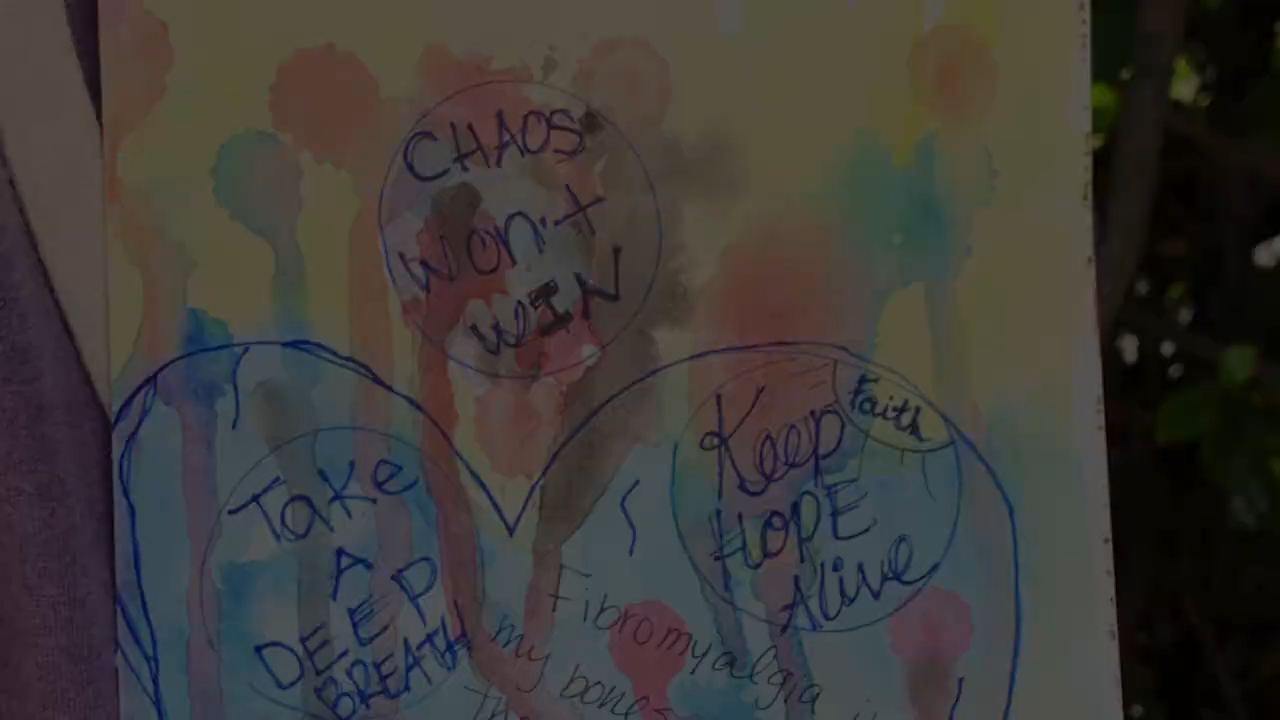 CHAOS
Won't
WIN
Faith
Keep
HOPE
Alive
Take
A
DEEP
BREATH
Fibromyalgia
my bones